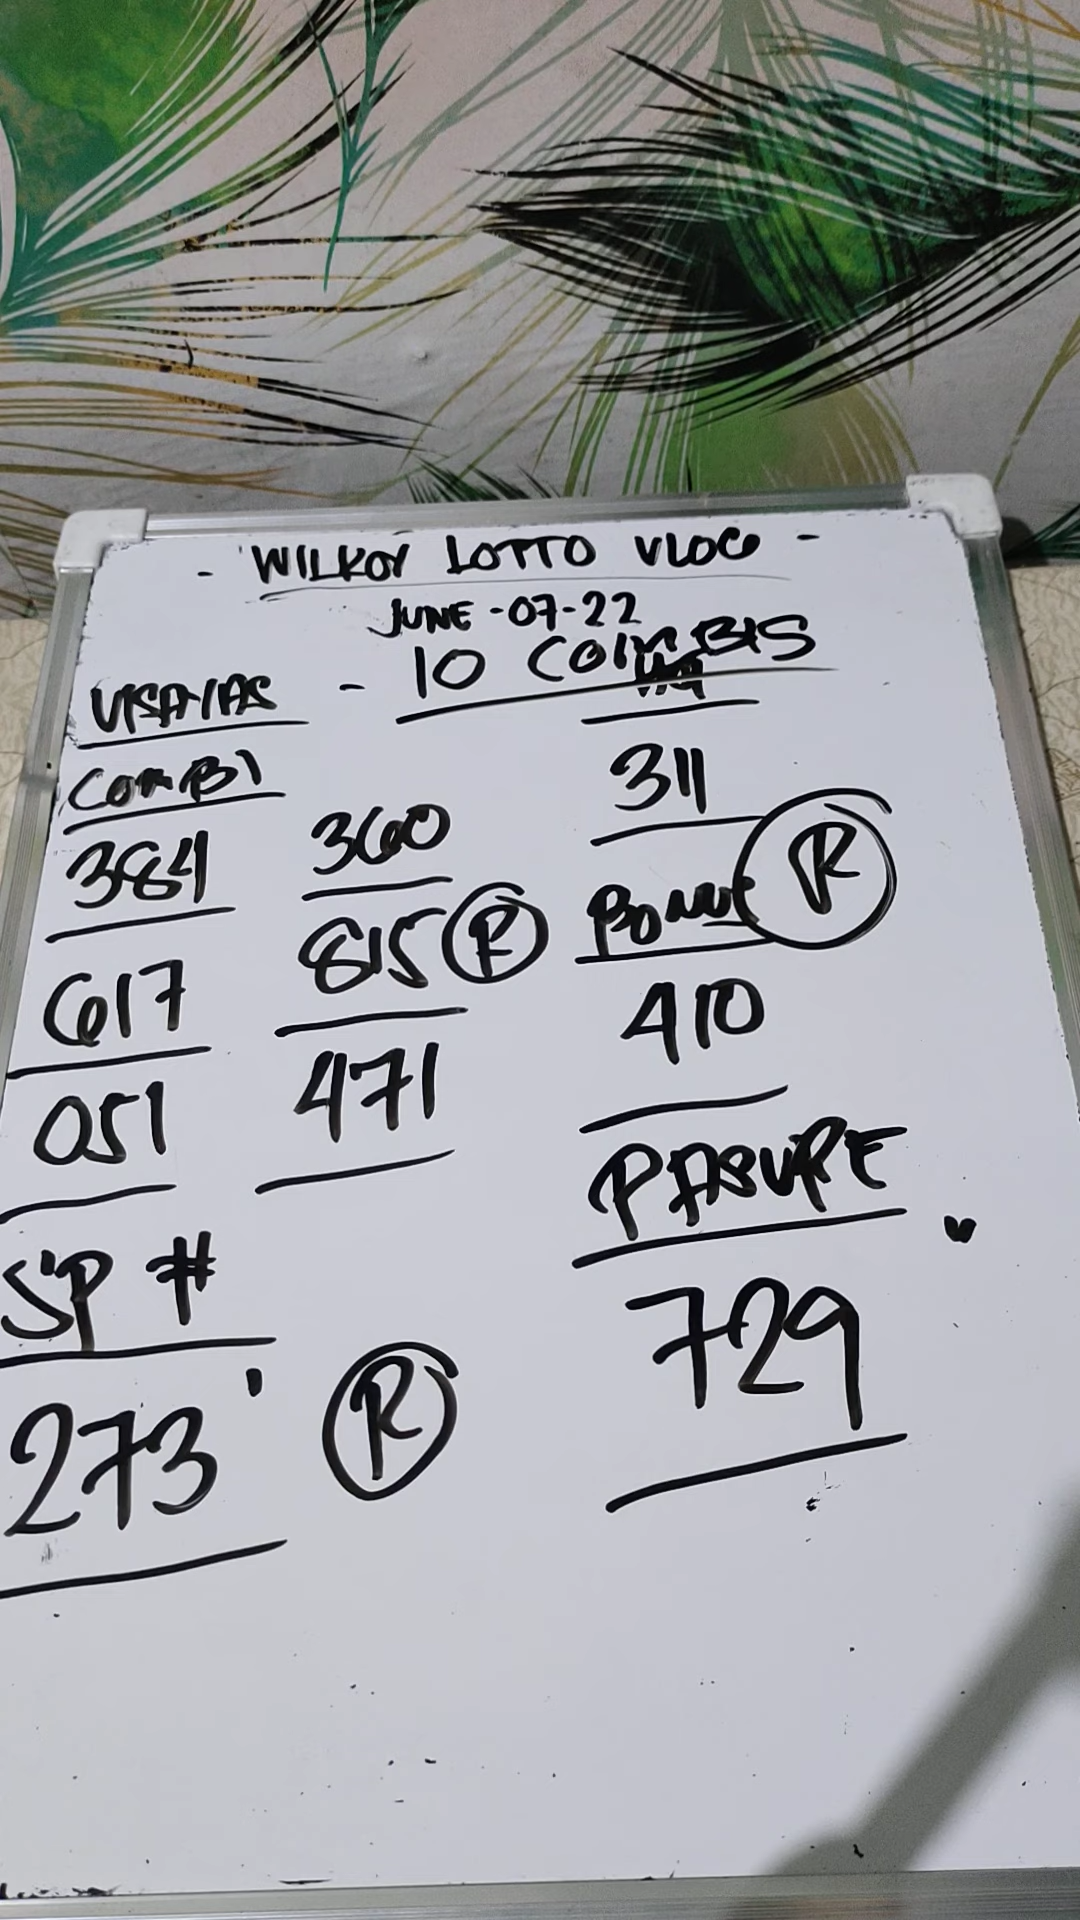 - WILKOY LOTTO VLOG -
JUNE-07-22
- 10 COMBIS
VISAYAS
COMBI
384
617
051
SP #
273 R
360
815 R
471
311
BONUS R
410
PASURE
729